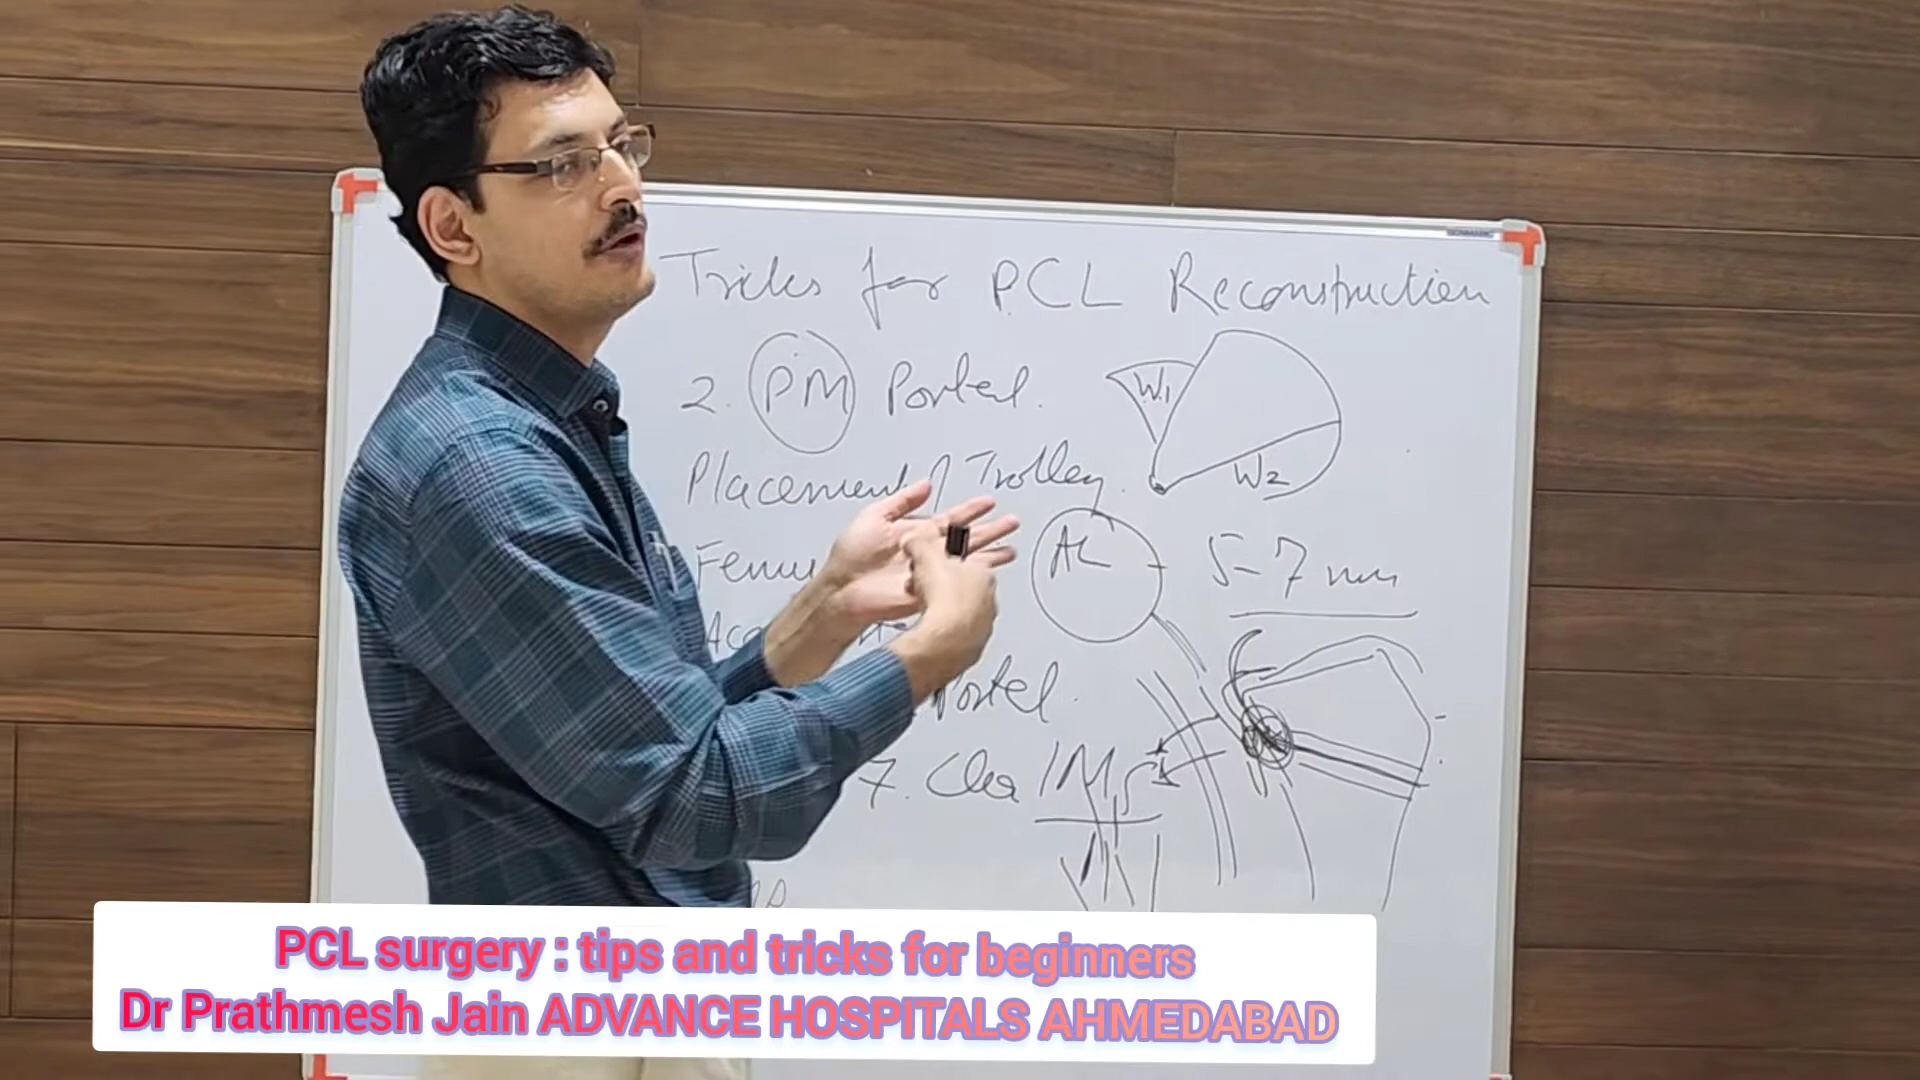 Tricks for PCL Reconstruction
2. PM Portal.
W1
W2
Placement of Trolley.
Femu
AL - 5-7 mm
Portal.
7.
PCL surgery : tips and tricks for beginners
Dr Prathmesh Jain ADVANCE HOSPITALS AHMEDABAD